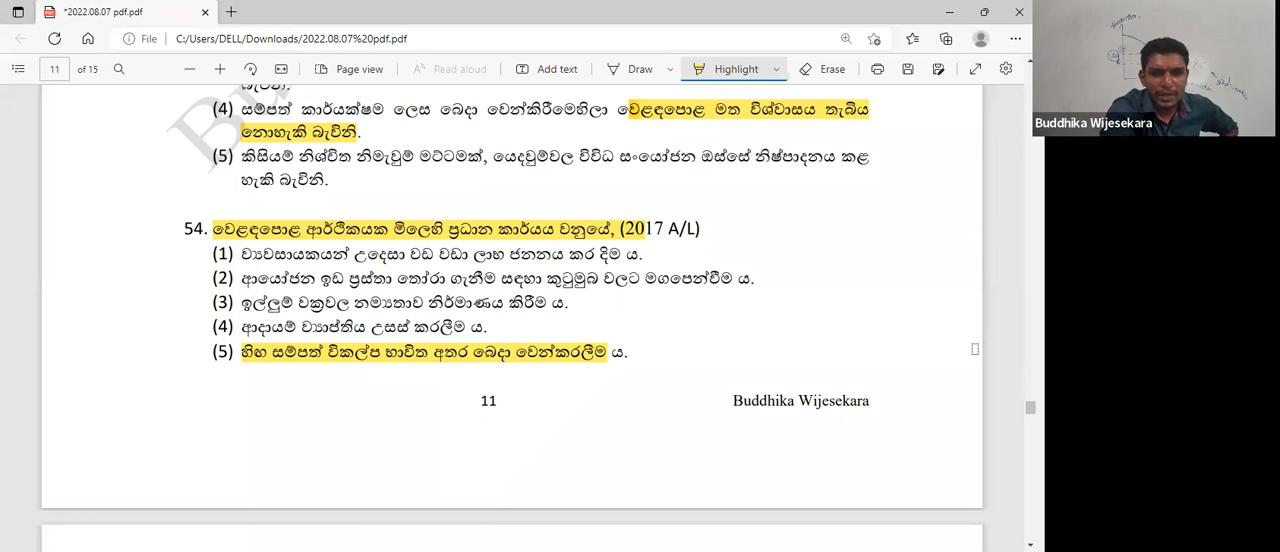 *2022.08.07 pdf.pdf
File C:/Users/DELL/Downloads/2022.08.07%20pdf.pdf
11 of 15 Page view Read aloud Add text Draw Highlight Erase
බැවිනි.
(4) සම්පත් කාර්යක්ෂම ලෙස බෙදා වෙන්කිරීමෙහිලා වෙළඳපොළ මත විශ්වාසය තැබිය
නොහැකි බැවිනි.
(5) කිසියම් නිශ්චිත නිමැවුම් මට්ටමක්, යෙදවුම්වල විවිධ සංයෝජන ඔස්සේ නිෂ්පාදනය කළ
හැකි බැවිනි.
54. වෙළඳපොළ ආර්ථිකයක මිලෙහි ප්‍රධාන කාර්යය වනුයේ, (2017 A/L)
(1) ව්‍යවසායකයන් උදෙසා වඩ වඩා ලාභ ජනනය කර දිම ය.
(2) ආයෝජන ඉඩ ප්‍රස්තා තෝරා ගැනීම සඳහා කුටුමුබ වලට මගපෙන්වීම ය.
(3) ඉල්ලුම් වක්‍රවල නම්‍යතාව නිර්මාණය කිරීම ය.
(4) ආදායම් ව්‍යාප්තිය උසස් කරලීම ය.
(5) හිඟ සම්පත් විකල්ප භාවිත අතර බෙදා වෙන්කරලීම ය.
11 Buddhika Wijesekara
Buddhika Wijesekara